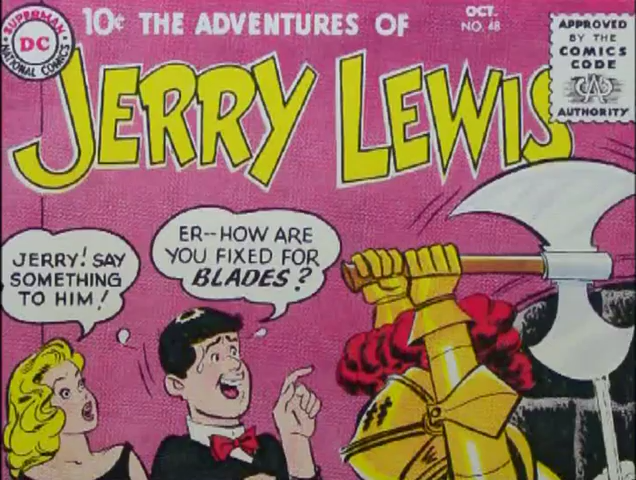 SUPERMAN
DC
NATIONAL COMICS
10¢ THE ADVENTURES OF
OCT.
NO. 48
APPROVED
BY THE
COMICS
CODE
CA
AUTHORITY
JERRY LEWIS
JERRY! SAY
SOMETHING
TO HIM!
ER--HOW ARE
YOU FIXED FOR
BLADES?